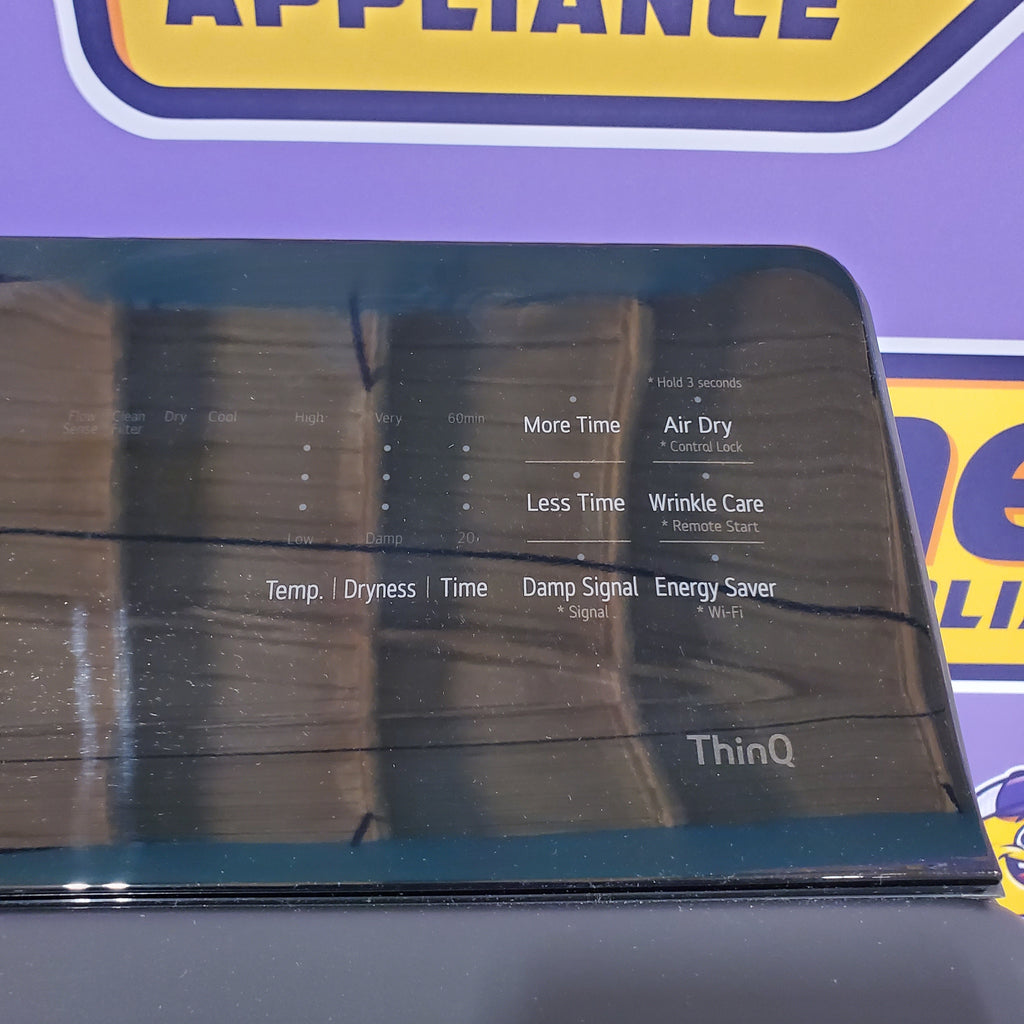 APPLIANCE
* Hold 3 seconds
Flow Sense
Clean Filter
Dry
Cool
High
Very
60min
More Time
Air Dry
* Control Lock
Less Time
Wrinkle Care
* Remote Start
Low
Damp
20
Temp. | Dryness | Time
Damp Signal
Energy Saver
* Signal
* Wi-Fi
ThinQ